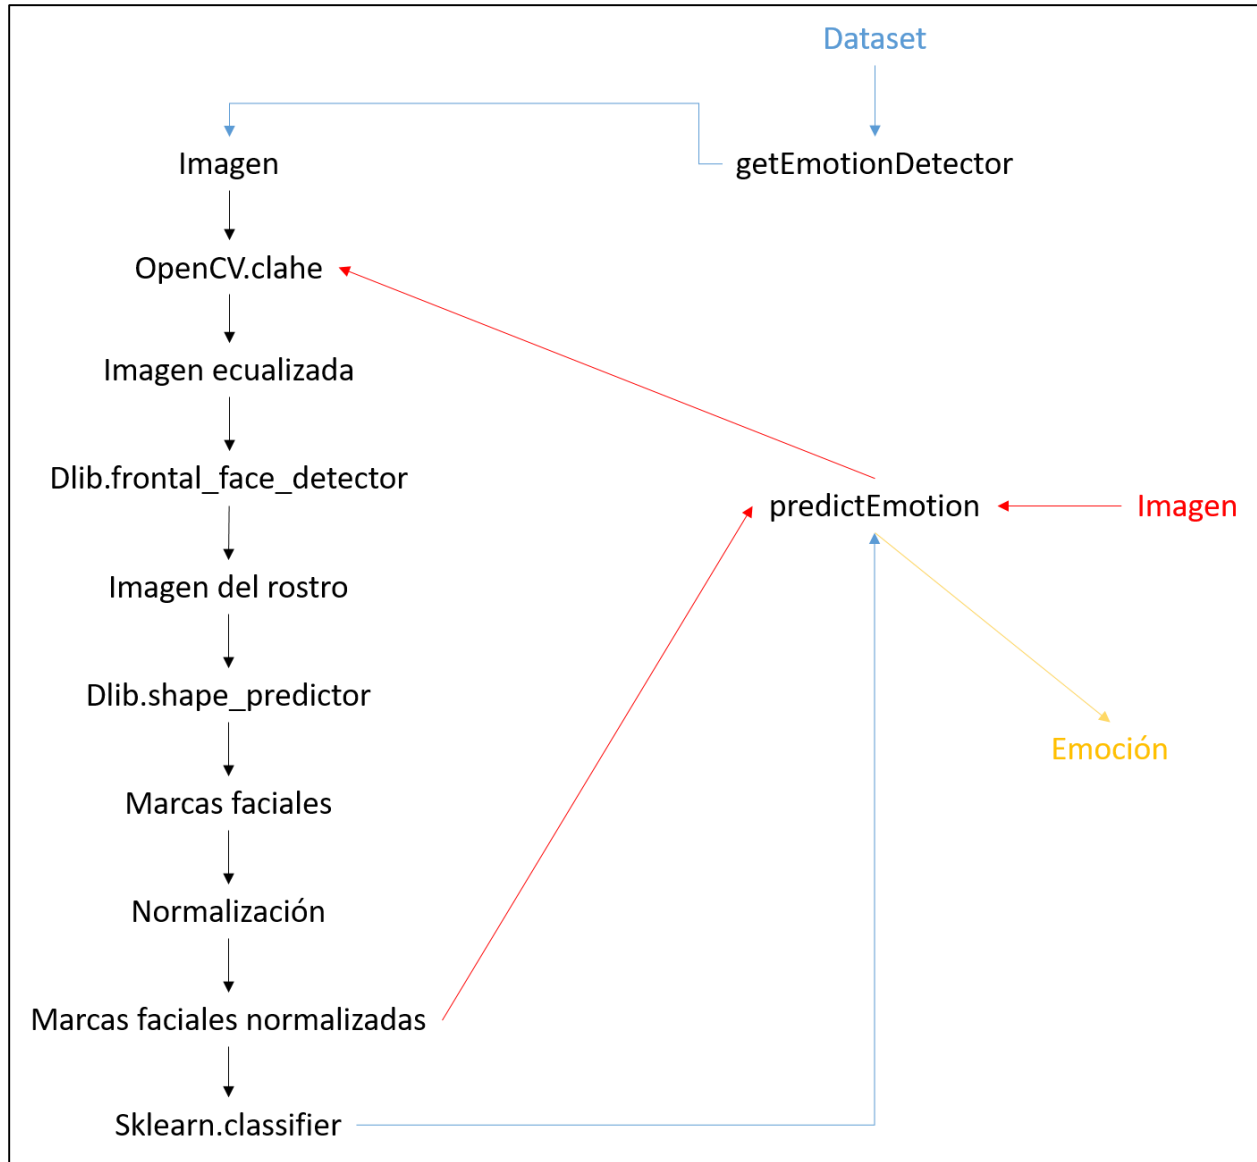 Dataset
Imagen
getEmotionDetector
OpenCV.clahe
Imagen ecualizada
Dlib.frontal_face_detector
predictEmotion
Imagen
Imagen del rostro
Dlib.shape_predictor
Emoción
Marcas faciales
Normalización
Marcas faciales normalizadas
Sklearn.classifier